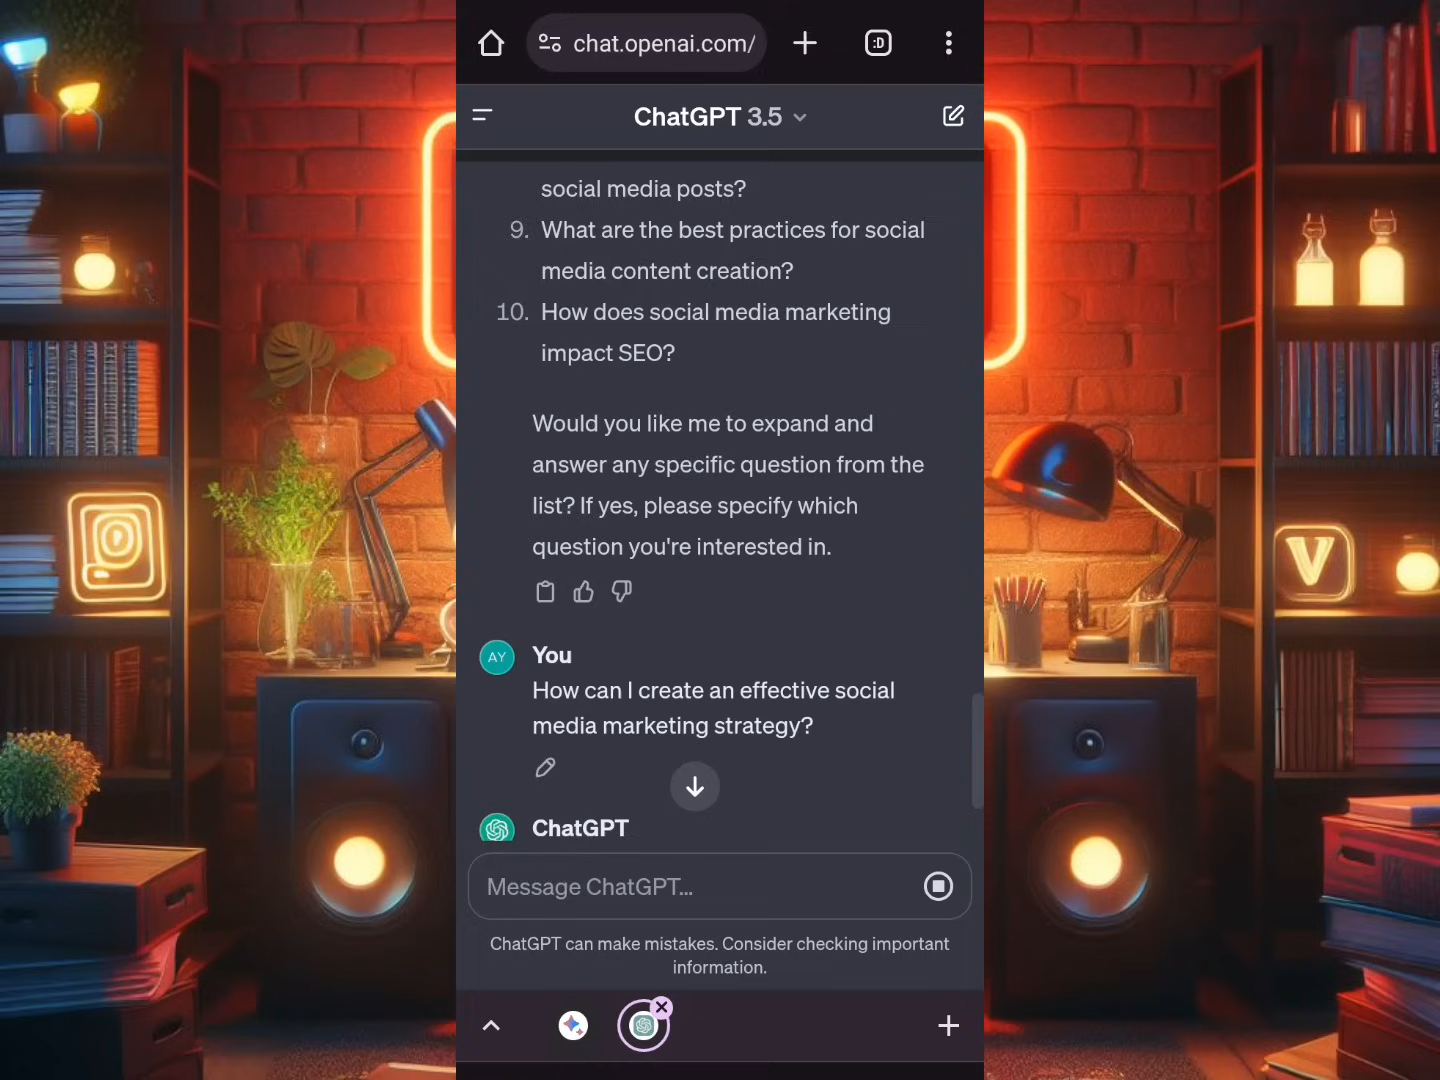 chat.openai.com/
:D
ChatGPT 3.5
social media posts?
9. What are the best practices for social
media content creation?
10. How does social media marketing
impact SEO?
Would you like me to expand and
answer any specific question from the
list? If yes, please specify which
question you're interested in.
AY You
How can I create an effective social
media marketing strategy?
ChatGPT
Message ChatGPT...
ChatGPT can make mistakes. Consider checking important
information.
V